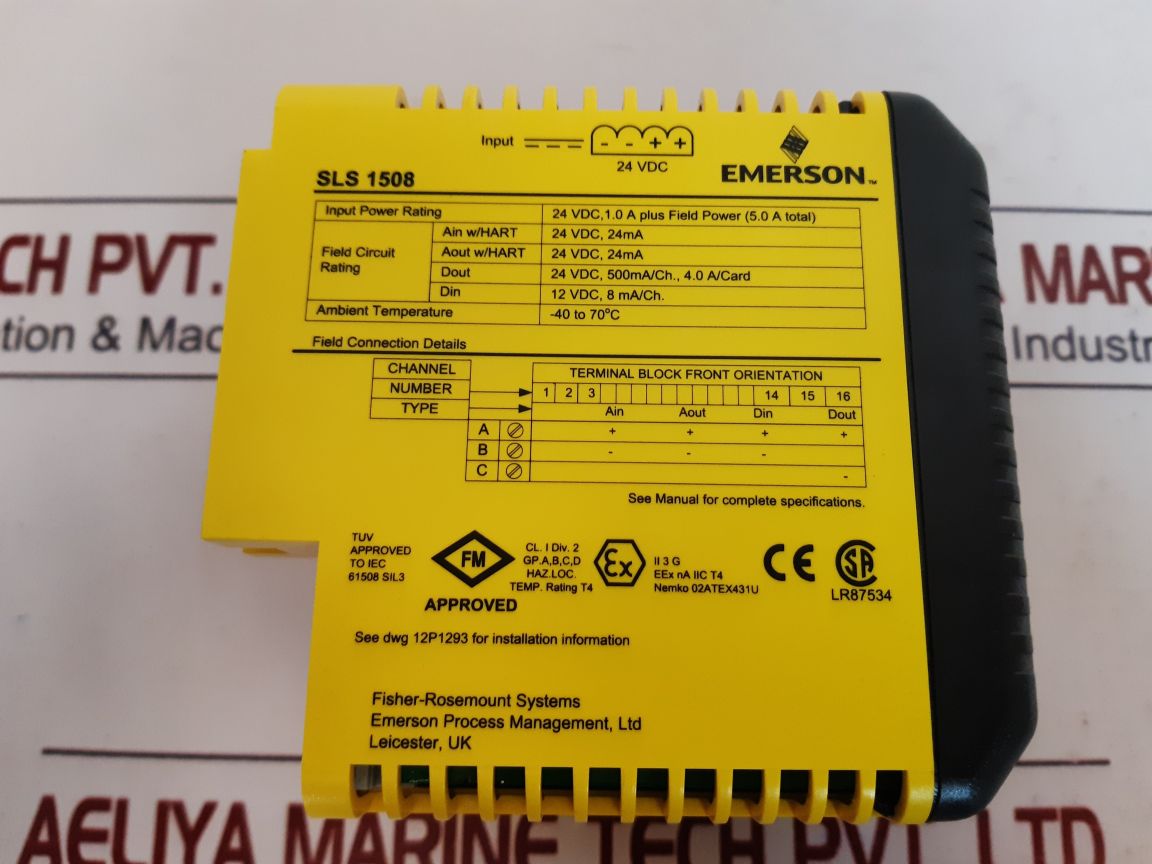 Input
- - + +
24 VDC
EMERSON™
SLS 1508
Input Power Rating 24 VDC,1.0 A plus Field Power (5.0 A total)
Field Circuit Rating
Ain w/HART 24 VDC, 24mA
Aout w/HART 24 VDC, 24mA
Dout 24 VDC, 500mA/Ch., 4.0 A/Card
Din 12 VDC, 8 mA/Ch.
Ambient Temperature -40 to 70°C
Field Connection Details
CHANNEL
NUMBER
TYPE
TERMINAL BLOCK FRONT ORIENTATION
1 2 3 14 15 16
Ain Aout Din Dout
A + + + +
B - - -
C -
See Manual for complete specifications.
TUV
APPROVED
TO IEC
61508 SIL3
FM
APPROVED
CL. I Div. 2
GP.A,B,C,D
HAZ.LOC.
TEMP. Rating T4
Ex
II 3 G
EEx nA IIC T4
Nemko 02ATEX431U
CE
SA
LR87534
See dwg 12P1293 for installation information
Fisher-Rosemount Systems
Emerson Process Management, Ltd
Leicester, UK
CH PVT.
tion & Mac
MAR
Industr
AELIYA MARINE TECH PVT. LTD